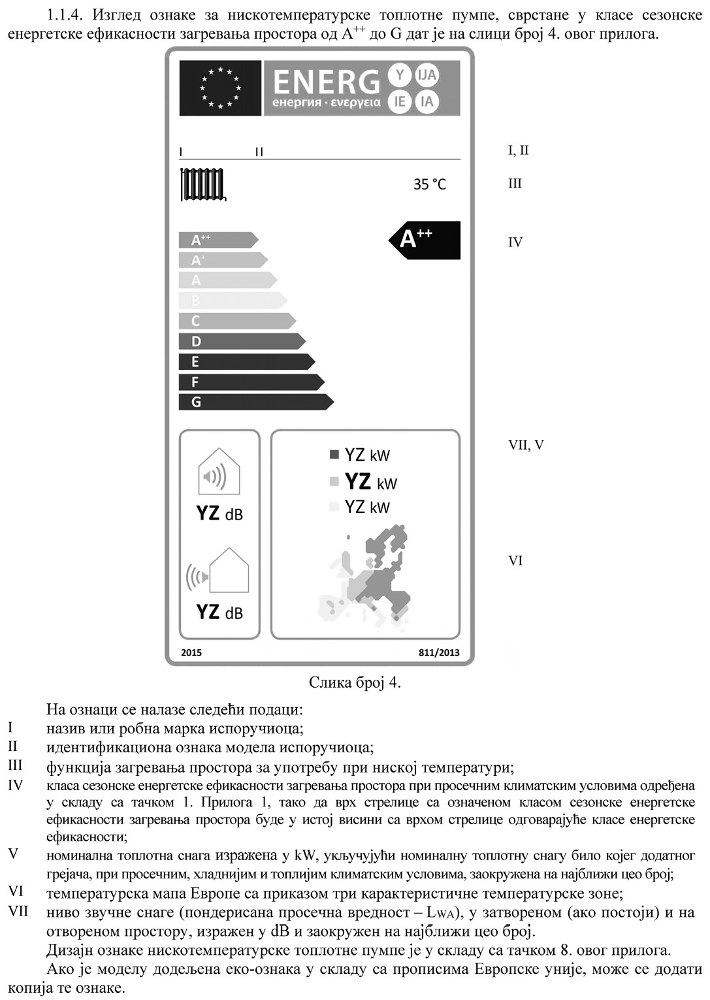 1.1.4. Изглед ознаке за нискотемпературске топлотне пумпе, сврстане у класе сезонске
енергетске ефикасности загревања простора од A++ до G дат је на слици број 4. овог прилога.
ENERG
енергия · ενεργεια
Y IJA
IE IA
I II
I, II
35 °C
III
A++
A++
IV
A+
A
B
C
D
E
F
G
VII, V
YZ kW
YZ kW
YZ kW
YZ dB
VI
YZ dB
2015 811/2013
Слика број 4.
На ознаци се налазе следећи подаци:
I назив или робна марка испоручиоца;
II идентификациона ознака модела испоручиоца;
III функција загревања простора за употребу при ниској температури;
IV класа сезонске енергетске ефикасности загревања простора при просечним климатским условима одређена
у складу са тачком 1. Прилога 1, тако да врх стрелице са означеном класом сезонске енергетске
ефикасности загревања простора буде у истој висини са врхом стрелице одговарајуће класе енергетске
ефикасности;
V номинална топлотна снага изражена у kW, укључујући номиналну топлотну снагу било којег додатног
грејача, при просечним, хладнијим и топлијим климатским условима, заокружена на најближи цео број;
VI температурска мапа Европе са приказом три карактеристичне температурске зоне;
VII ниво звучне снаге (пондерисана просечна вредност – LWA), у затвореном (ако постоји) и на
отвореном простору, изражен у dB и заокружен на најближи цео број.
Дизајн ознаке нискотемпературске топлотне пумпе је у складу са тачком 8. овог прилога.
Ако је моделу додељена еко-ознака у складу са прописима Европске уније, може се додати
копија те ознаке.